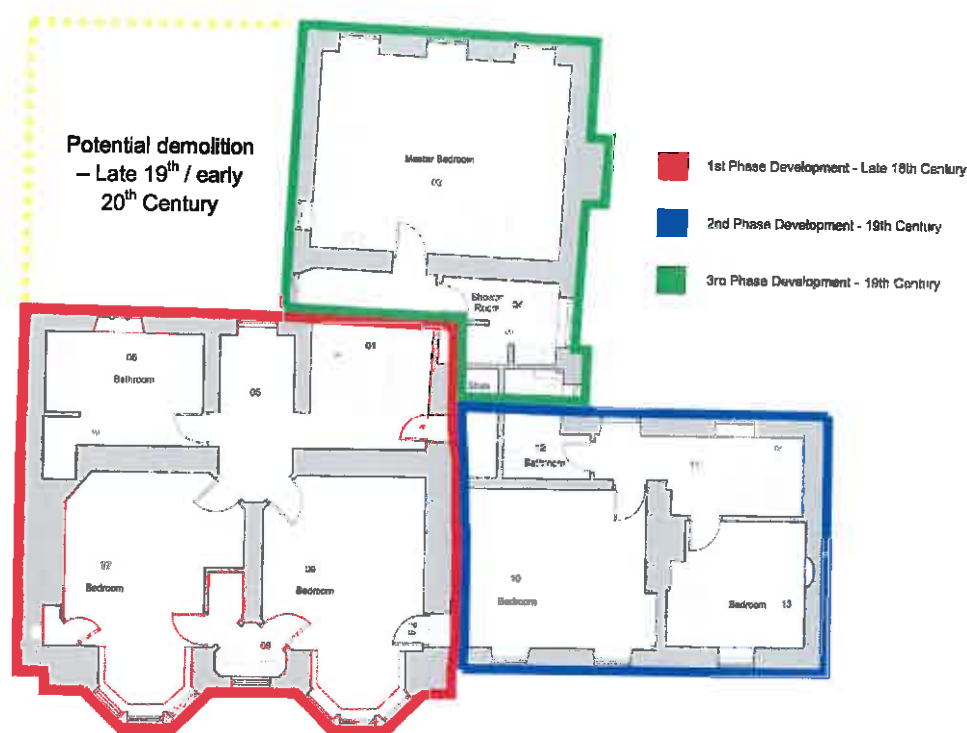 Potential demolition
– Late 19th / early
20th Century
Master Bedroom
03
1st Phase Development - Late 18th Century
2nd Phase Development - 19th Century
3rd Phase Development - 19th Century
Shower
Room
04
01
06
Bathroom
05
Store
12
Bathroom
11
07
Bedroom
09
Bedroom
08
10
Bedroom
Bedroom 13